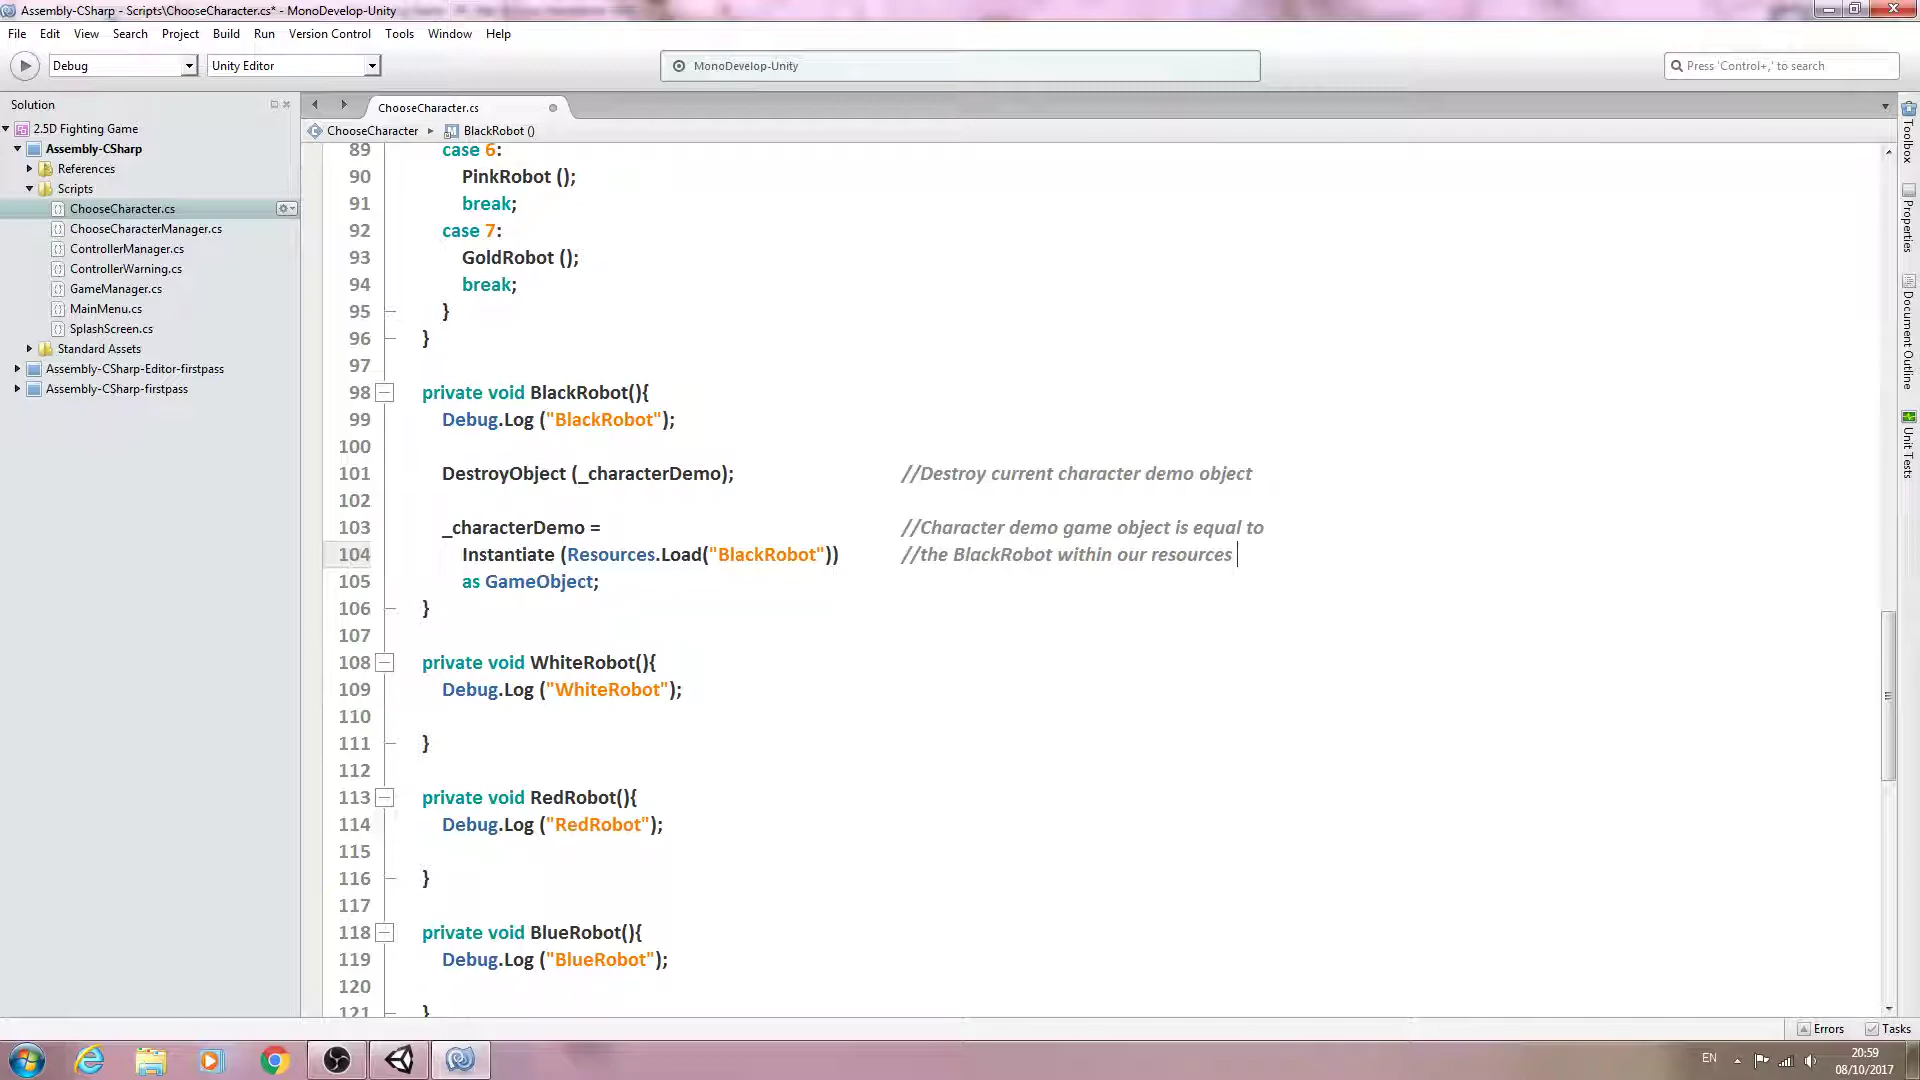 Assembly-CSharp - Scripts\ChooseCharacter.cs* - MonoDevelop-Unity
File Edit View Search Project Build Run Version Control Tools Window Help
Debug Unity Editor MonoDevelop-Unity Press 'Control+,' to search
Solution
2.5D Fighting Game
Assembly-CSharp
References
Scripts
ChooseCharacter.cs
ChooseCharacterManager.cs
ControllerManager.cs
ControllerWarning.cs
GameManager.cs
MainMenu.cs
SplashScreen.cs
Standard Assets
Assembly-CSharp-Editor-firstpass
Assembly-CSharp-firstpass
ChooseCharacter.cs
ChooseCharacter BlackRobot ()
89 case 6:
90 PinkRobot ();
91 break;
92 case 7:
93 GoldRobot ();
94 break;
95 }
96 }
97
98 private void BlackRobot(){
99 Debug.Log ("BlackRobot");
100
101 DestroyObject (_characterDemo); //Destroy current character demo object
102
103 _characterDemo = //Character demo game object is equal to
104 Instantiate (Resources.Load("BlackRobot")) //the BlackRobot within our resources
105 as GameObject;
106 }
107
108 private void WhiteRobot(){
109 Debug.Log ("WhiteRobot");
110
111 }
112
113 private void RedRobot(){
114 Debug.Log ("RedRobot");
115
116 }
117
118 private void BlueRobot(){
119 Debug.Log ("BlueRobot");
120
121 }
Toolbox
Properties
Document Outline
Unit Tests
Errors Tasks
EN
20:59
08/10/2017